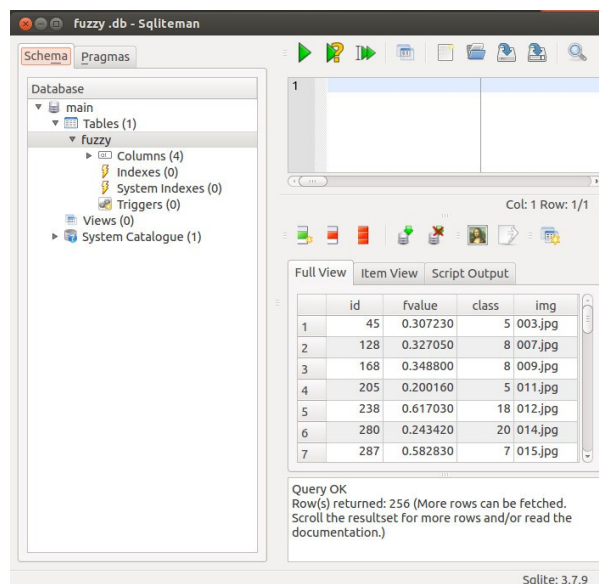 fuzzy .db - Sqliteman
Schema Pragmas
Database
main
Tables (1)
fuzzy
Columns (4)
Indexes (0)
System Indexes (0)
Triggers (0)
Views (0)
System Catalogue (1)
1
Col: 1 Row: 1/1
Full View Item View Script Output
id fvalue class img
1 45 0.307230 5 003.jpg
2 128 0.327050 8 007.jpg
3 168 0.348800 8 009.jpg
4 205 0.200160 5 011.jpg
5 238 0.617030 18 012.jpg
6 280 0.243420 20 014.jpg
7 287 0.582830 7 015.jpg
Query OK
Row(s) returned: 256 (More rows can be fetched.
Scroll the resultset for more rows and/or read the
documentation.)
Sqlite: 3.7.9